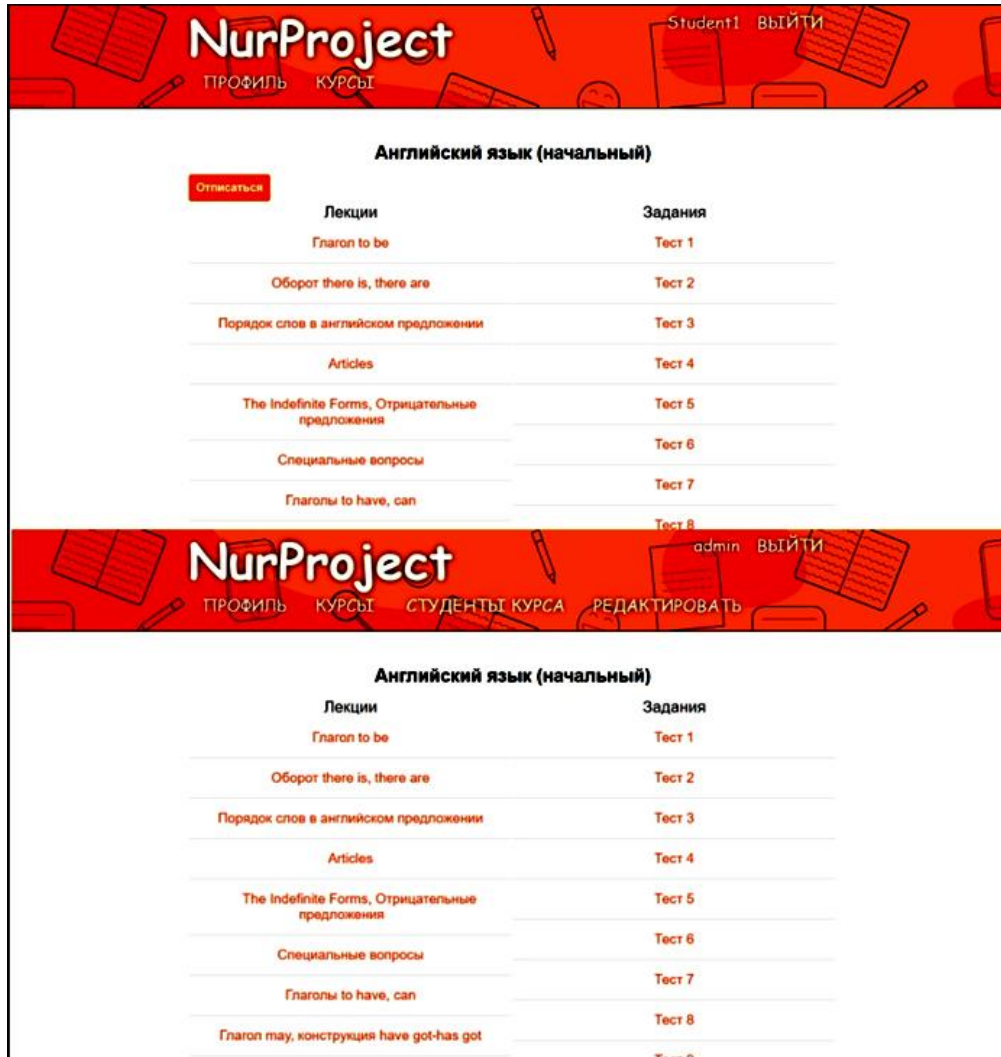 NurProject
Student1 ВЫЙТИ
ПРОФИЛЬ КУРСЫ
Английский язык (начальный)
Отписаться
Лекции Задания
Глагол to be Тест 1
Оборот there is, there are Тест 2
Порядок слов в английском предложении Тест 3
Articles Тест 4
The Indefinite Forms, Отрицательные Тест 5
предложения
Тест 6
Специальные вопросы
Тест 7
Глаголы to have, can
Тест 8
NurProject
admin ВЫЙТИ
ПРОФИЛЬ КУРСЫ СТУДЕНТЫ КУРСА РЕДАКТИРОВАТЬ
Английский язык (начальный)
Лекции Задания
Глагол to be Тест 1
Оборот there is, there are Тест 2
Порядок слов в английском предложении Тест 3
Articles Тест 4
The Indefinite Forms, Отрицательные Тест 5
предложения
Тест 6
Специальные вопросы
Тест 7
Глаголы to have, can
Тест 8
Глагол may, конструкция have got-has got